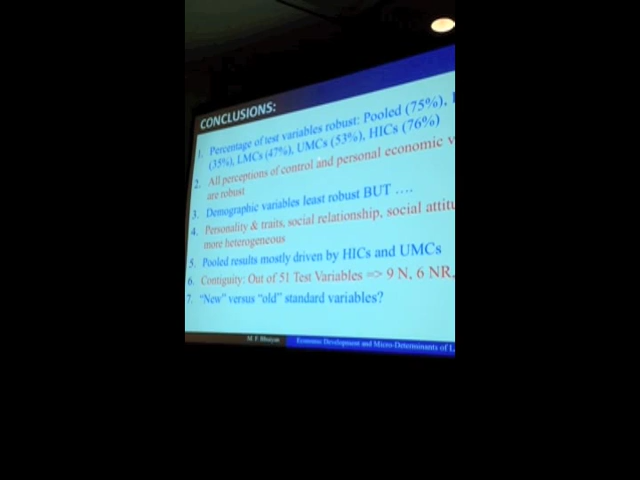 CONCLUSIONS:
1. Percentage of test variables robust: Pooled (75%),
(35%), LMCs (47%), UMCs (53%), HICs (76%)
2. All perceptions of control and personal economic v
are robust
3. Demographic variables least robust BUT ….
4. Personality & traits, social relationship, social attitu
more heterogeneous
5. Pooled results mostly driven by HICs and UMCs
6. Contiguity: Out of 51 Test Variables => 9 N, 6 NR,
7. “New” versus “old” standard variables?
M. F. Bhuiyan
Economic Development and Micro-Determinants of L